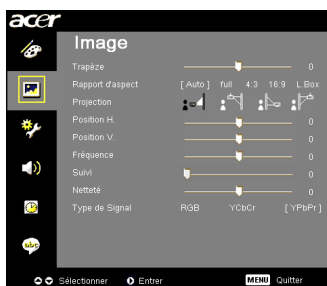 acer
Image
Trapèze 0
Rapport d'aspect [ Auto ] full 4:3 16:9 L.Box
Projection
Position H. 0
Position V. 0
Fréquence 0
Suivi 0
Netteté 0
Type de Signal RGB YCbCr [ YPbPr ]
abc
Sélectionner Entrer MENU Quitter